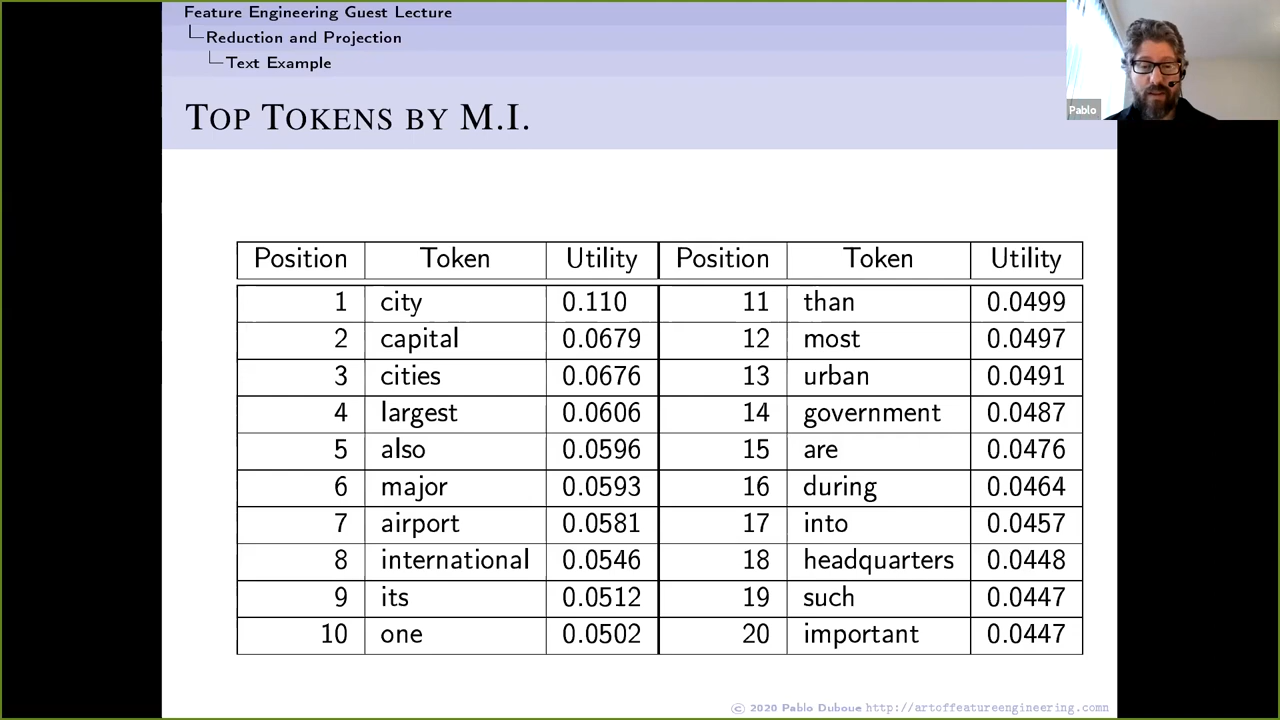 Feature Engineering Guest Lecture
Reduction and Projection
Text Example
Pablo
TOP TOKENS BY M.I.
Position Token Utility Position Token Utility
1 city 0.110 11 than 0.0499
2 capital 0.0679 12 most 0.0497
3 cities 0.0676 13 urban 0.0491
4 largest 0.0606 14 government 0.0487
5 also 0.0596 15 are 0.0476
6 major 0.0593 16 during 0.0464
7 airport 0.0581 17 into 0.0457
8 international 0.0546 18 headquarters 0.0448
9 its 0.0512 19 such 0.0447
10 one 0.0502 20 important 0.0447
© 2020 Pablo Duboue http://artoffeatureengineering.comn